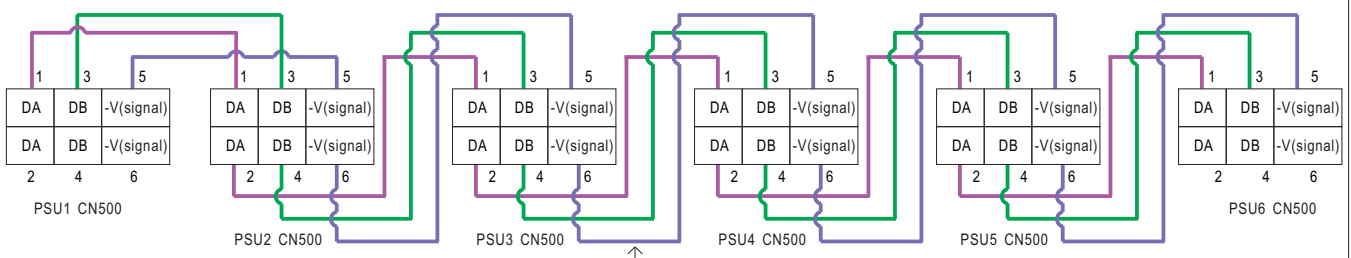 1 3 5 1 3 5 1 3 5 1 3 5 1 3 5 1 3 5
DA DB -V(signal) DA DB -V(signal) DA DB -V(signal) DA DB -V(signal) DA DB -V(signal) DA DB -V(signal)
DA DB -V(signal) DA DB -V(signal) DA DB -V(signal) DA DB -V(signal) DA DB -V(signal) DA DB -V(signal)
2 4 6 2 4 6 2 4 6 2 4 6 2 4 6 2 4 6
PSU1 CN500 PSU6 CN500
PSU2 CN500 PSU3 CN500 PSU4 CN500 PSU5 CN500